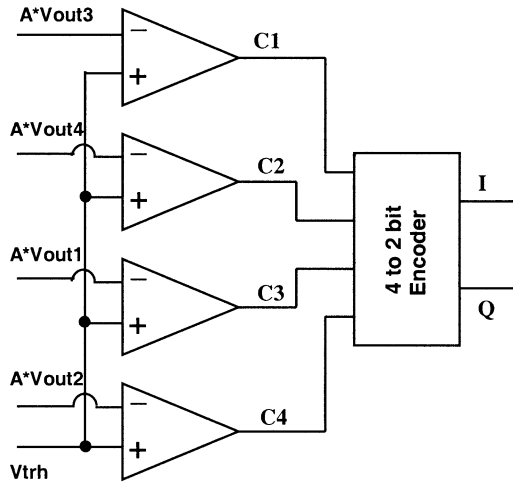 A*Vout3
C1
A*Vout4
C2
I
4 to 2 bit
Encoder
A*Vout1
C3
Q
A*Vout2
C4
Vtrh
− +
− +
− +
− +